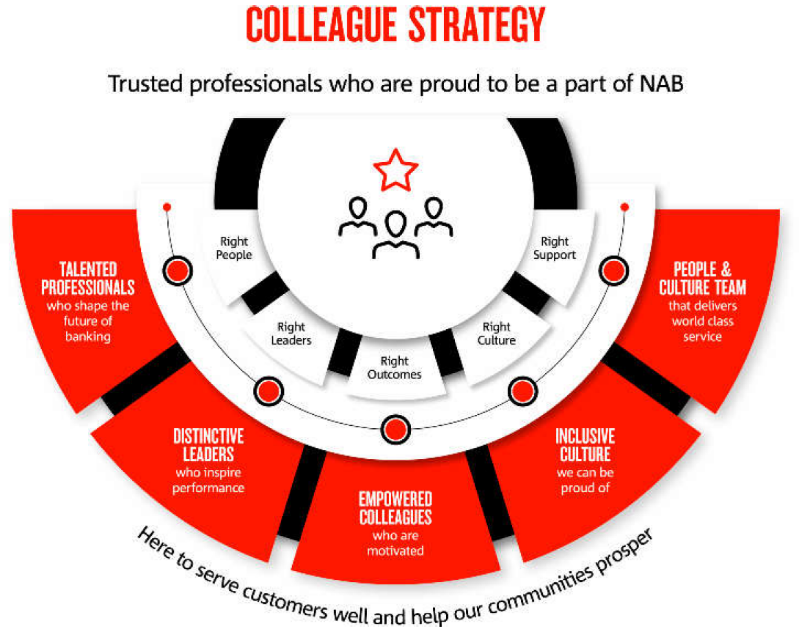 COLLEAGUE STRATEGY
Trusted professionals who are proud to be a part of NAB
Right
People
Right
Leaders
Right
Outcomes
Right
Culture
Right
Support
TALENTED
PROFESSIONALS
who shape the
future of
banking
DISTINCTIVE
LEADERS
who inspire
performance
EMPOWERED
COLLEAGUES
who are
motivated
INCLUSIVE
CULTURE
we can be
proud of
PEOPLE &
CULTURE TEAM
that delivers
world class
service
Here to serve customers well and help our communities prosper